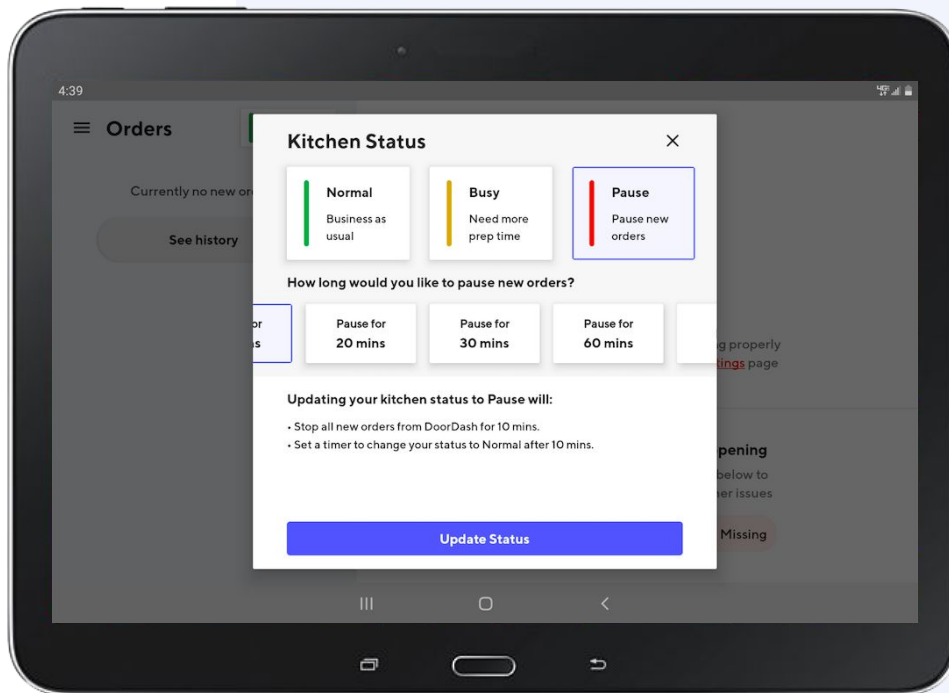 4:39
Orders
Currently no new or
See history
Kitchen Status
Normal
Business as
usual
Busy
Need more
prep time
Pause
Pause new
orders
How long would you like to pause new orders?
or
s
Pause for
20 mins
Pause for
30 mins
Pause for
60 mins
Updating your kitchen status to Pause will:
• Stop all new orders from DoorDash for 10 mins.
• Set a timer to change your status to Normal after 10 mins.
Update Status
g properly
tings page
pening
below to
er issues
Missing